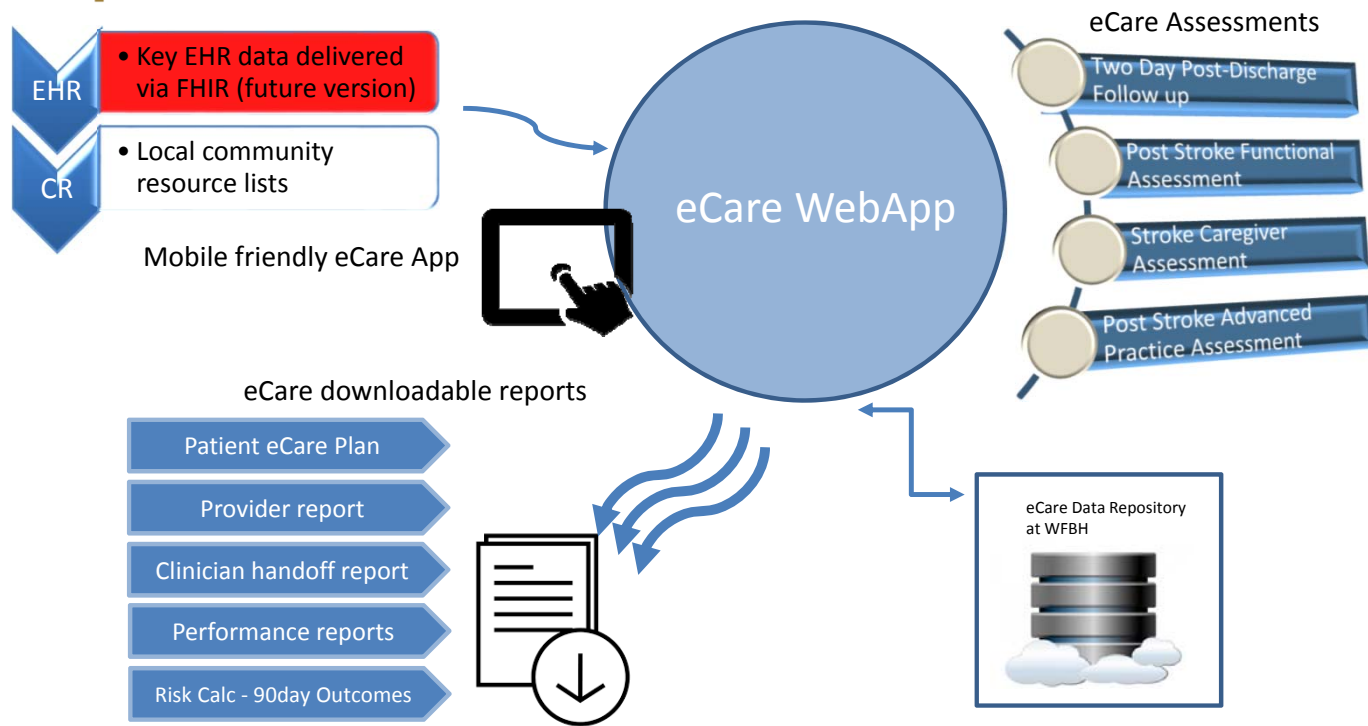 EHR
• Key EHR data delivered
via FHIR (future version)
CR
• Local community
resource lists
Mobile friendly eCare App
eCare WebApp
eCare Assessments
Two Day Post-Discharge
Follow up
Post Stroke Functional
Assessment
Stroke Caregiver
Assessment
Post Stroke Advanced
Practice Assessment
eCare downloadable reports
Patient eCare Plan
Provider report
Clinician handoff report
Performance reports
Risk Calc - 90day Outcomes
eCare Data Repository
at WFBH